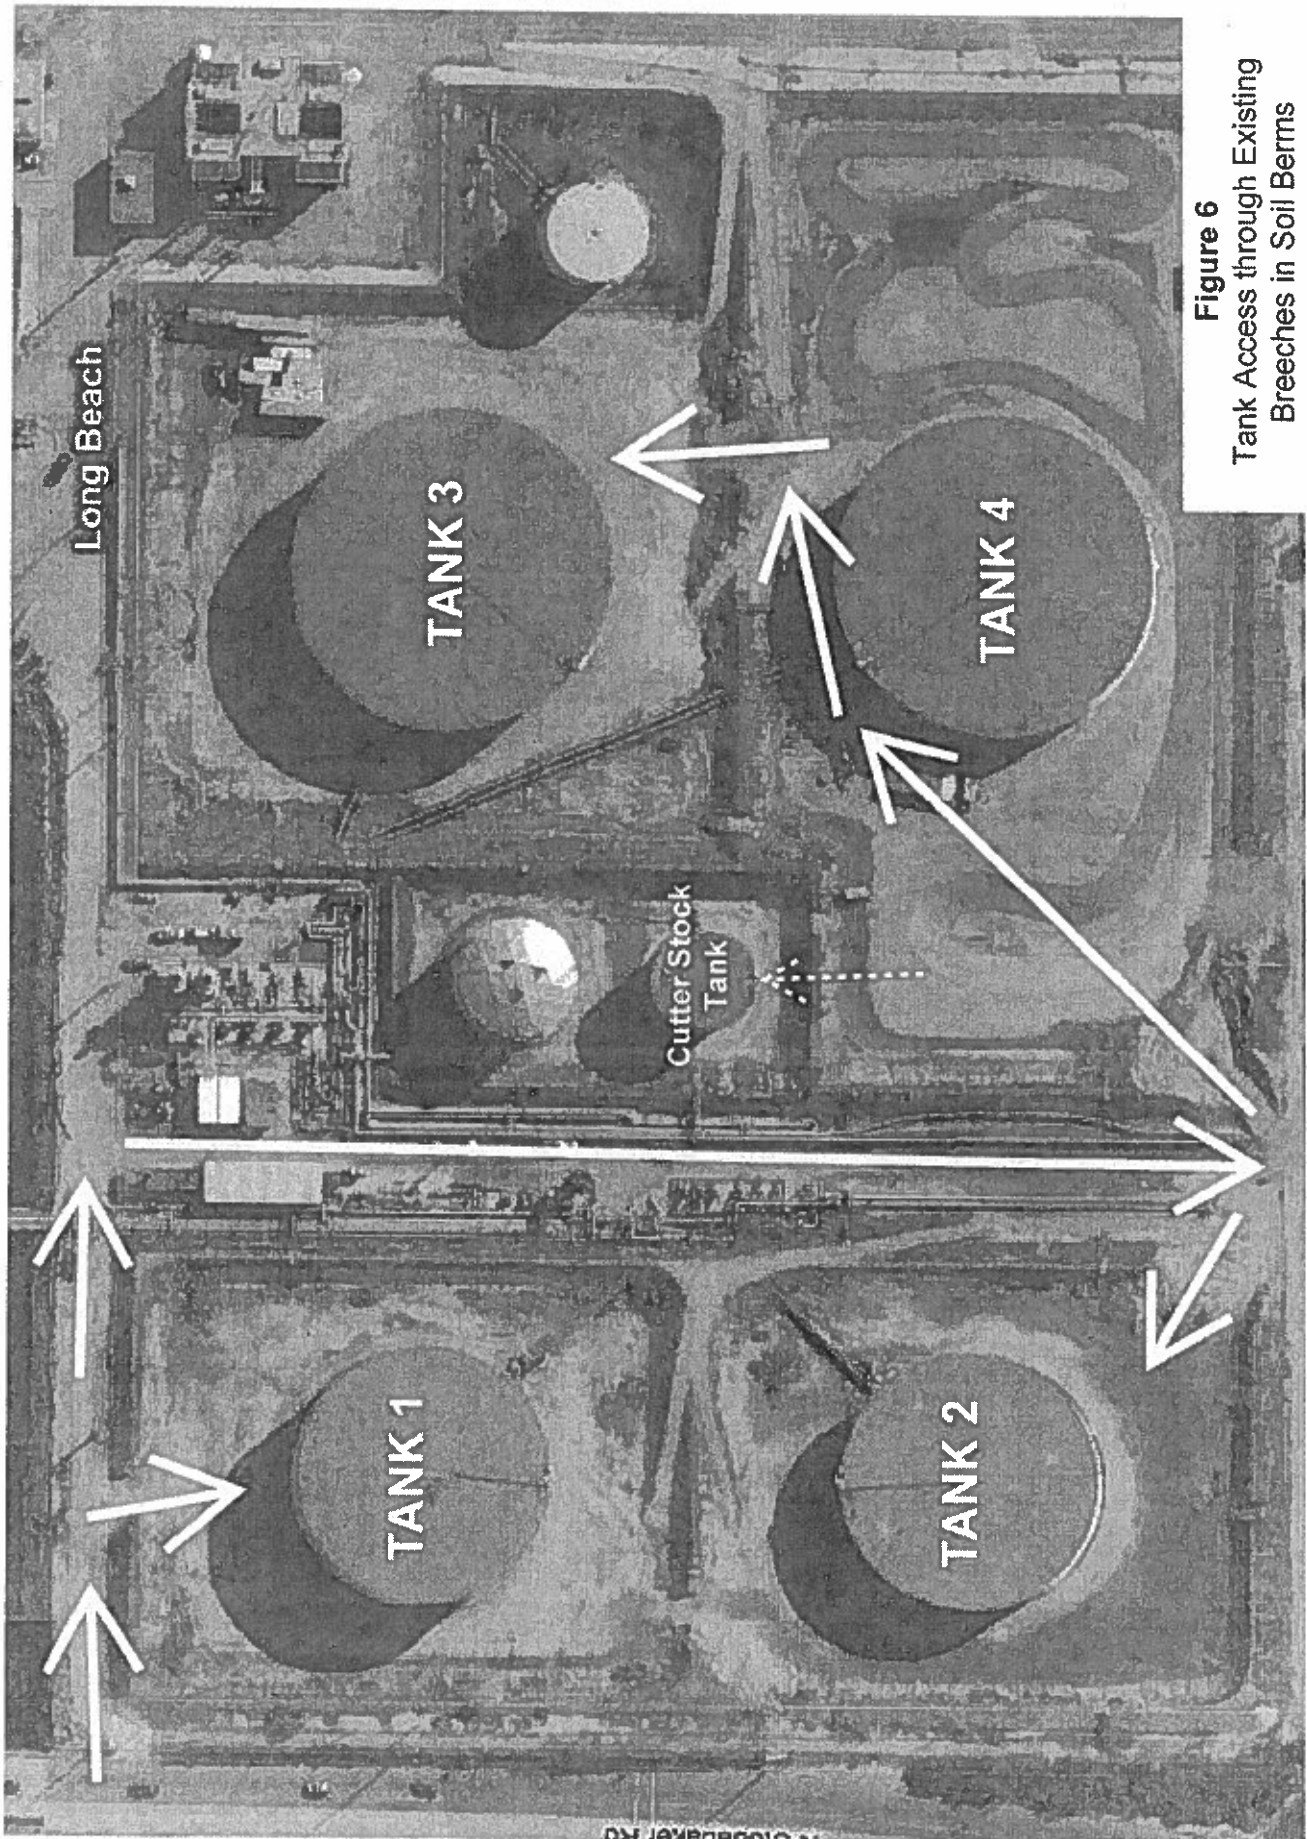 Long Beach
TANK 1
TANK 2
TANK 3
TANK 4
Cutter Stock
Tank
Figure 6
Tank Access through Existing
Breeches in Soil Berms